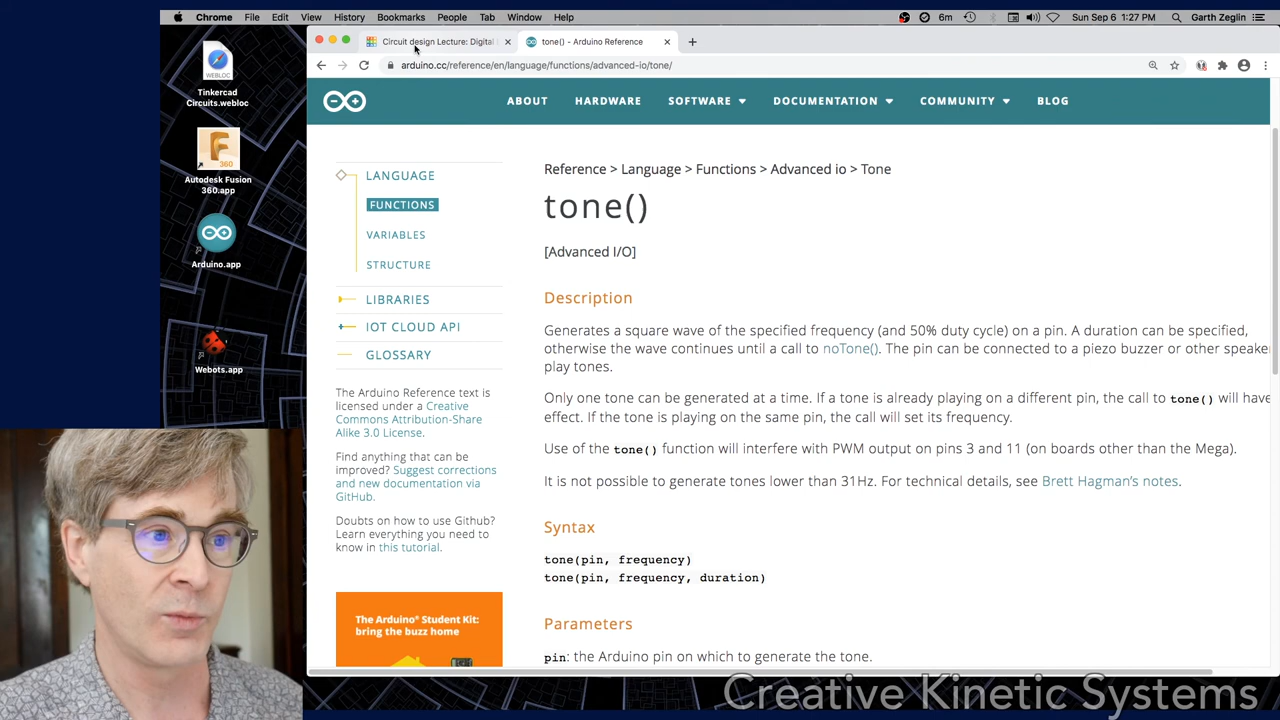 Chrome File Edit View History Bookmarks People Tab Window Help
6m
Sun Sep 6 1:27 PM Garth Zeglin
WEBLOC
Tinkercad
Circuits.webloc
360
Autodesk Fusion
360.app
Arduino.app
Webots.app
Circuit design Lecture: Digital
tone() - Arduino Reference
arduino.cc/reference/en/language/functions/advanced-io/tone/
ABOUT HARDWARE SOFTWARE DOCUMENTATION COMMUNITY BLOG
LANGUAGE
FUNCTIONS
VARIABLES
STRUCTURE
LIBRARIES
IOT CLOUD API
GLOSSARY
The Arduino Reference text is
licensed under a Creative
Commons Attribution-Share
Alike 3.0 License.
Find anything that can be
improved? Suggest corrections
and new documentation via
GitHub.
Doubts on how to use Github?
Learn everything you need to
know in this tutorial.
The Arduino® Student Kit:
bring the buzz home
Reference > Language > Functions > Advanced io > Tone
tone()
[Advanced I/O]
Description
Generates a square wave of the specified frequency (and 50% duty cycle) on a pin. A duration can be specified,
otherwise the wave continues until a call to noTone(). The pin can be connected to a piezo buzzer or other speake
play tones.
Only one tone can be generated at a time. If a tone is already playing on a different pin, the call to tone() will have
effect. If the tone is playing on the same pin, the call will set its frequency.
Use of the tone() function will interfere with PWM output on pins 3 and 11 (on boards other than the Mega).
It is not possible to generate tones lower than 31Hz. For technical details, see Brett Hagman's notes.
Syntax
tone(pin, frequency)
tone(pin, frequency, duration)
Parameters
pin: the Arduino pin on which to generate the tone.
Creative Kinetic Systems